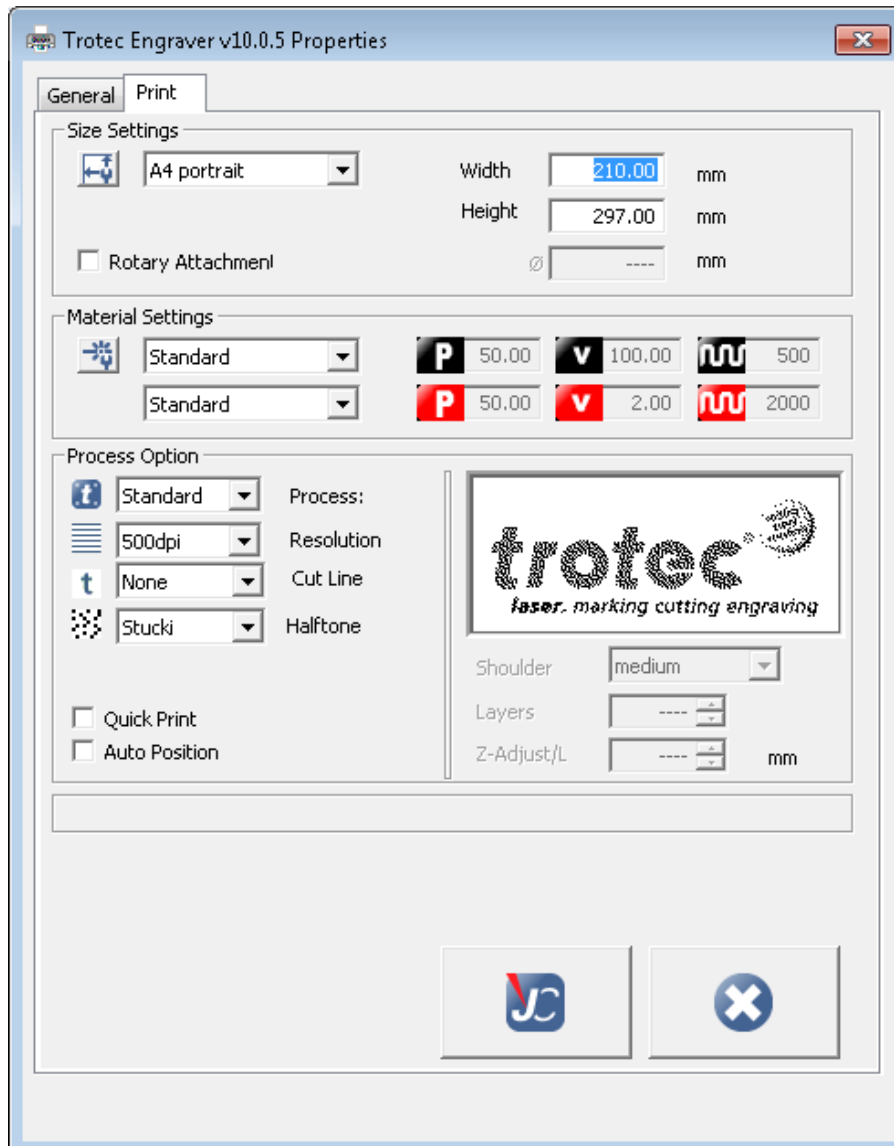 Trotec Engraver v10.0.5 Properties
General Print
Size Settings
A4 portrait
Width 210.00 mm
Height 297.00 mm
Rotary Attachment
Ø ---- mm
Material Settings
Standard P 50.00 v 100.00 500
Standard P 50.00 v 2.00 2000
Process Option
t Standard Process:
500dpi Resolution
t None Cut Line
Stucki Halftone
Quick Print
Auto Position
trotec®
laser. marking cutting engraving
Shoulder medium
Layers ----
Z-Adjust/L ---- mm
JC